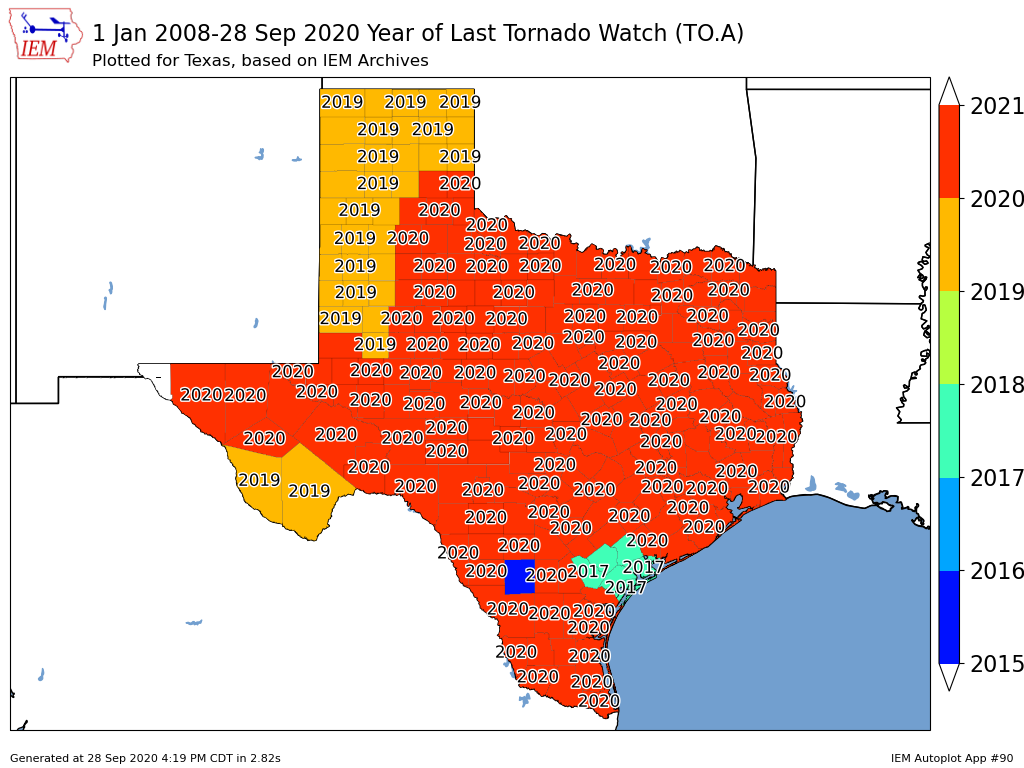 IEM
1 Jan 2008-28 Sep 2020 Year of Last Tornado Watch (TO.A)
Plotted for Texas, based on IEM Archives
2019 2019 2019
2019 2019
2019 2019
2019 2020
2019 2020
2020
2019 2020 2020 2020
2019 2020 2020 2020 2020 2020 2020
2019 2020 2020 2020 2020 2020
2019 2020 2020 2020 2020 2020 2020
2020
2019 2020 2020 2020 2020 2020 2020
2020
2020
2020 2020 2020 2020 2020 2020 2020 2020 2020
2020 2020 2020 2020
2020 2020 2020 2020 2020
2020 2020 2020 2020
2020
2020 2020 2020 2020 2020 2020 2020 2020
2020
2020 2020 2020 2020
2019 2019 2020 2020 2020 2020 2020 2020 2020
2020 2020
2020 2020
2020 2020
2020
2020 2020
2020 2020 2017 2017
2017
2020 2020 2020
2020
2020 2020
2020 2020
2020
2021
2020
2019
2018
2017
2016
2015
Generated at 28 Sep 2020 4:19 PM CDT in 2.82s
IEM Autoplot App #90